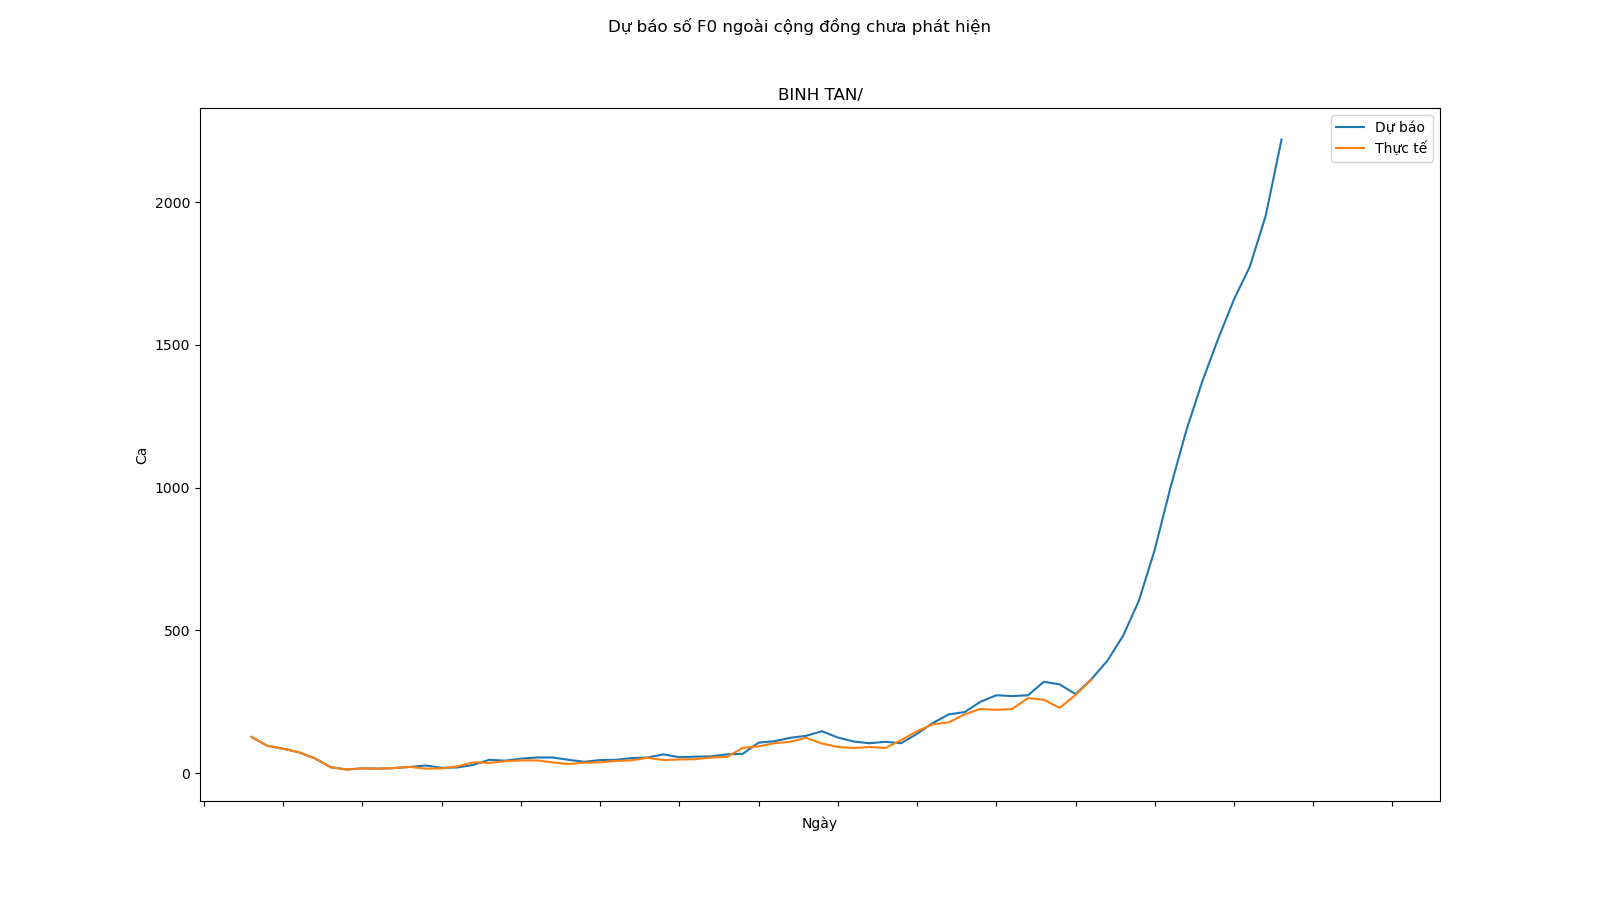 Dự báo số F0 ngoài cộng đồng chưa phát hiện
BINH TAN/
Dự báo
Thực tế
2000
1500
1000
500
0
Ca
Ngày